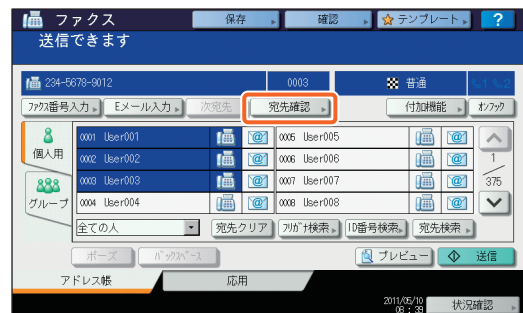 ファクス 保存 確認 テンプレート ?
送信できます
234-5678-9012 0003 普通
ファクス番号入力 Eメール入力 次宛先 宛先確認 付加機能 オンフック
個人用
グループ
0001 User001
0002 User002
0003 User003
0004 User004
0005 User005
0006 User006
0007 User007
0008 User008
1
375
全ての人 宛先クリア フリガナ検索 ID番号検索 宛先検索
ポーズ バックスペース プレビュー 送信
アドレス帳 応用
2011/05/10
08:39 状況確認